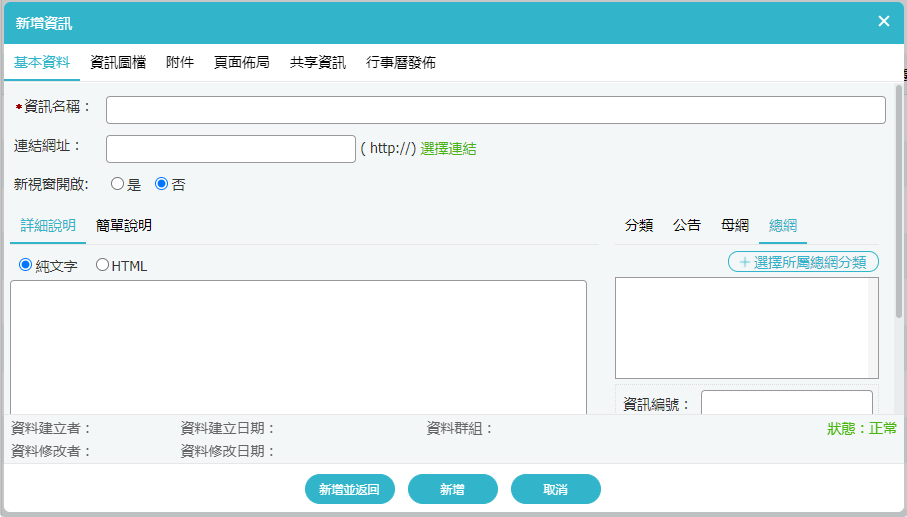 新增資訊 ×
基本資料 資訊圖檔 附件 頁面佈局 共享資訊 行事曆發佈
*資訊名稱：
連結網址： ( http://) 選擇連結
新視窗開啟: 是 否
詳細說明 簡單說明
分類 公告 母網 總網
純文字 HTML
+ 選擇所屬總網分類
資訊編號：
資料建立者： 資料建立日期： 資料群組： 狀態：正常
資料修改者： 資料修改日期：
新增並返回 新增 取消